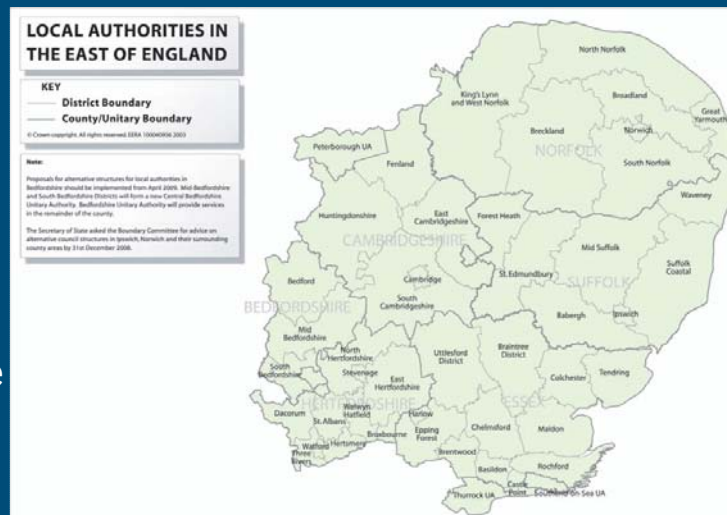 LOCAL AUTHORITIES IN
THE EAST OF ENGLAND
KEY
District Boundary
County/Unitary Boundary
© Crown copyright. All rights reserved. EERA 100040936 2003
Note:
Proposals for alternative structures for local authorities in
Bedfordshire should be implemented from April 2009. Mid Bedfordshire
and South Bedfordshire Districts will form a new Central Bedfordshire
Unitary Authority. Bedfordshire Unitary Authority will provide services
in the remainder of the county.
The Secretary of State asked the Boundary Committee for advice on
alternative council structures in Ipswich, Norwich and their surrounding
county areas by 31st December 2008.
North Norfolk
King's Lynn
and West Norfolk
Broadland
Great
Yarmouth
Breckland
Norwich
NORFOLK
South Norfolk
Peterborough UA
Fenland
Waveney
Huntingdonshire
East
Cambridgeshire
Forest Heath
CAMBRIDGESHIRE
Mid Suffolk
Suffolk
Coastal
St.Edmundbury
SUFFOLK
Bedford
Cambridge
South
Cambridgeshire
Babergh
Ipswich
BEDFORDSHIRE
Mid
Bedfordshire
North
Hertfordshire
Uttlesford
District
Braintree
District
South
Bedfordshire
Stevenage
East
Hertfordshire
Colchester
Tendring
HERTFORDSHIRE
ESSEX
Dacorum
Welwyn
Hatfield
St.Albans
Harlow
Chelmsford
Maldon
Watford
Hertsmere
Broxbourne
Epping
Forest
Three
Rivers
Brentwood
Basildon
Rochford
Castle
Point
Southend on Sea UA
Thurrock UA
e